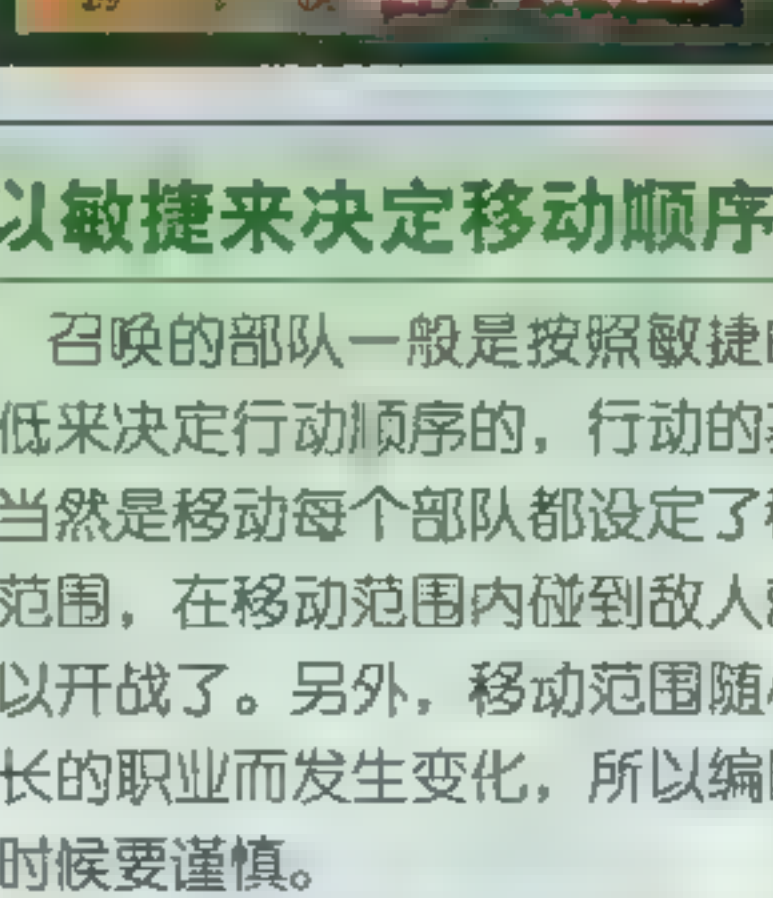 以敏捷来决定移动顺序
召唤的部队一般是按照敏捷
低来决定行动顺序的，行动的
当然是移动每个部队都设定了
范围，在移动范围内碰到敌人
以开战了。另外，移动范围随
长的职业而发生变化，所以编
时候要谨慎。